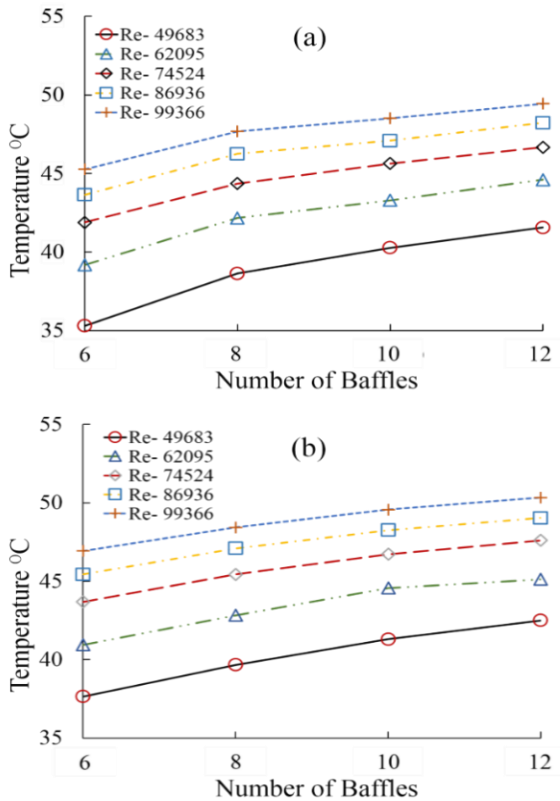 55
(a)
Re- 49683
Re- 62095
Re- 74524
Re- 86936
Re- 99366
50
45
40
35
Temperature ⁰C
6
8
10
12
Number of Baffles
55
(b)
Re- 49683
Re- 62095
Re- 74524
Re- 86936
Re- 99366
50
45
40
35
Temperature ⁰C
6
8
10
12
Number of Baffles